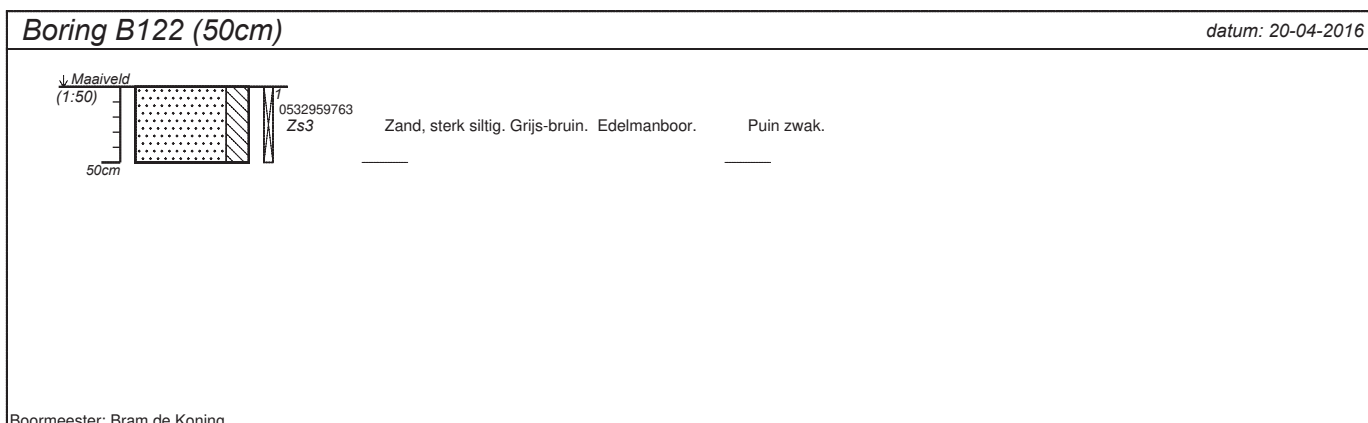 Boring B122 (50cm)
datum: 20-04-2016
Maaiveld
(1:50)
1
0532959763
Zs3
Zand, sterk siltig. Grijs-bruin. Edelmanboor.
Puin zwak.
50cm
Boormeester: Bram de Koning